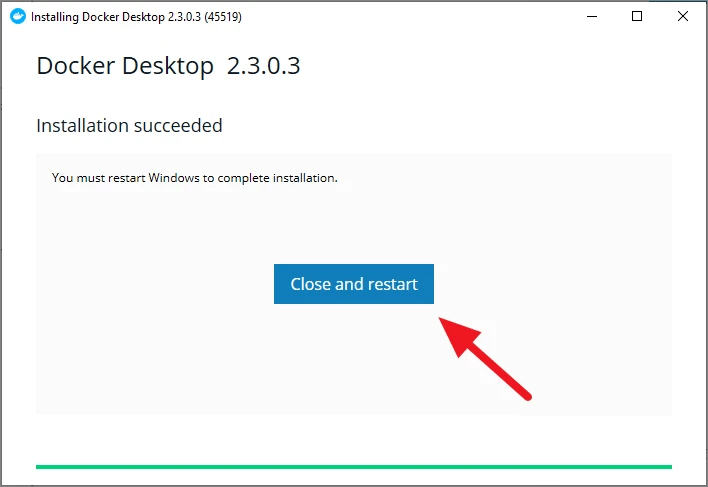 Installing Docker Desktop 2.3.0.3 (45519)
Docker Desktop 2.3.0.3
Installation succeeded
You must restart Windows to complete installation.
Close and restart